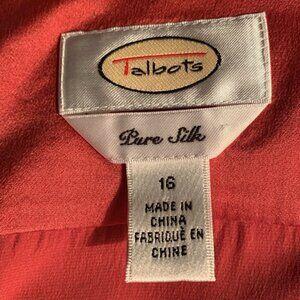 Talbots
Pure Silk
16
MADE IN
CHINA
FABRIQUÉ EN
CHINE